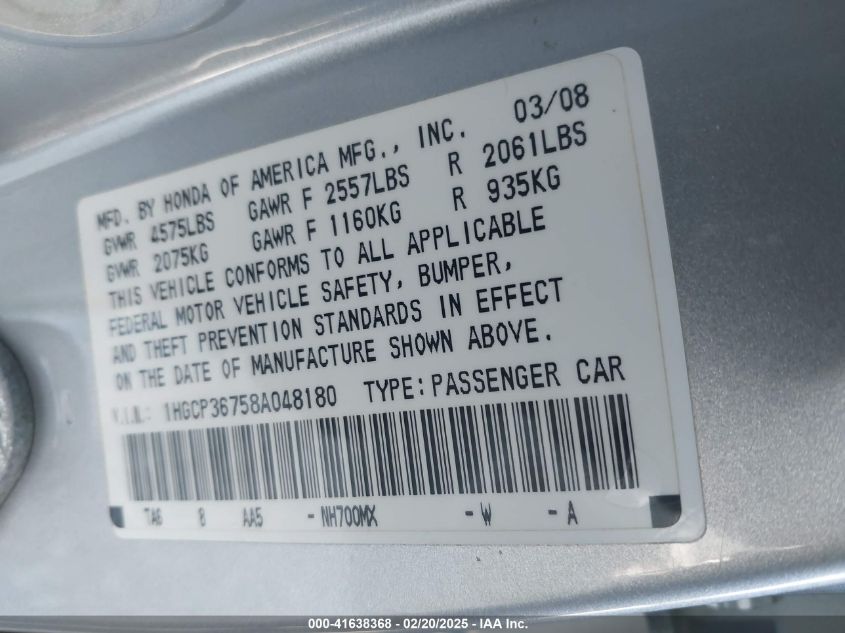 MFD. BY HONDA OF AMERICA MFG., INC. 03/08
GVWR 4575LBS GAWR F 2557LBS R 2061LBS
GVWR 2075KG GAWR F 1160KG R 935KG
THIS VEHICLE CONFORMS TO ALL APPLICABLE
FEDERAL MOTOR VEHICLE SAFETY, BUMPER,
AND THEFT PREVENTION STANDARDS IN EFFECT
ON THE DATE OF MANUFACTURE SHOWN ABOVE.
V.I.N.: 1HGCP36758A048180 TYPE:PASSENGER CAR
TA6 8 AA5 -NH700MX -W -A
000-41638368 - 02/20/2025 - IAA Inc.